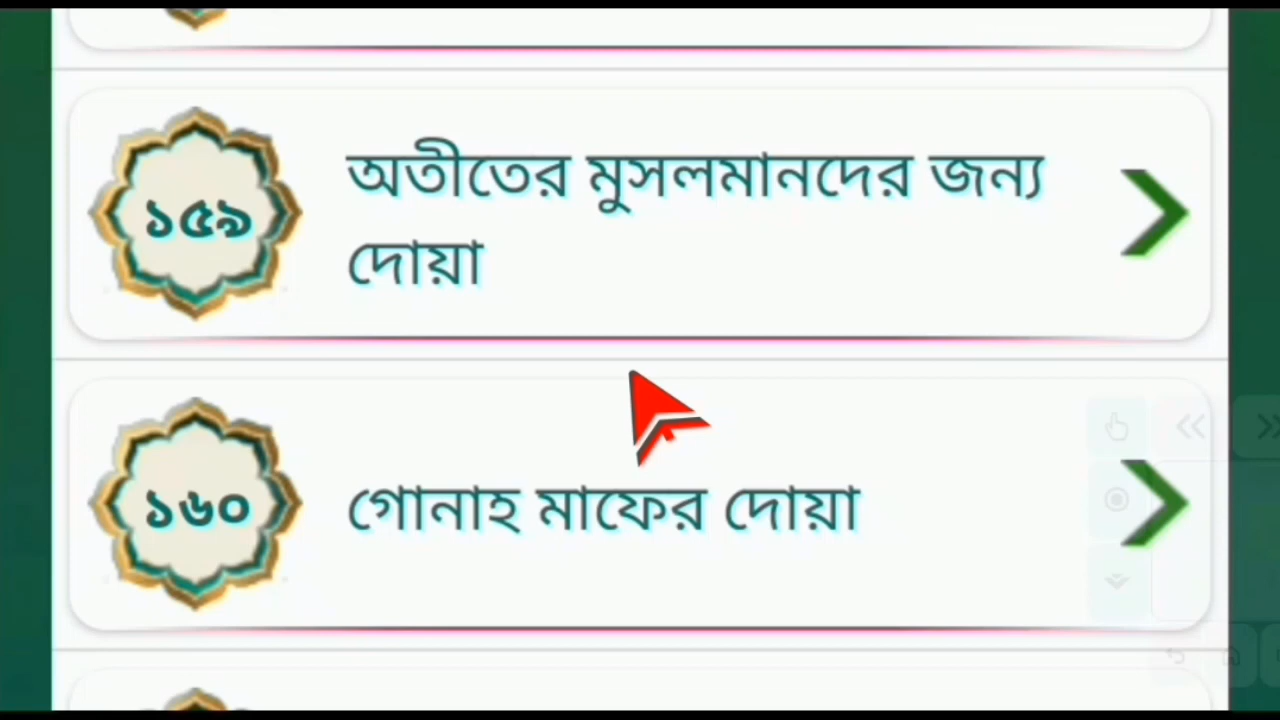 ১৫৯
অতীতের মুসলমানদের জন্য
দোয়া
১৬০
গোনাহ মাফের দোয়া